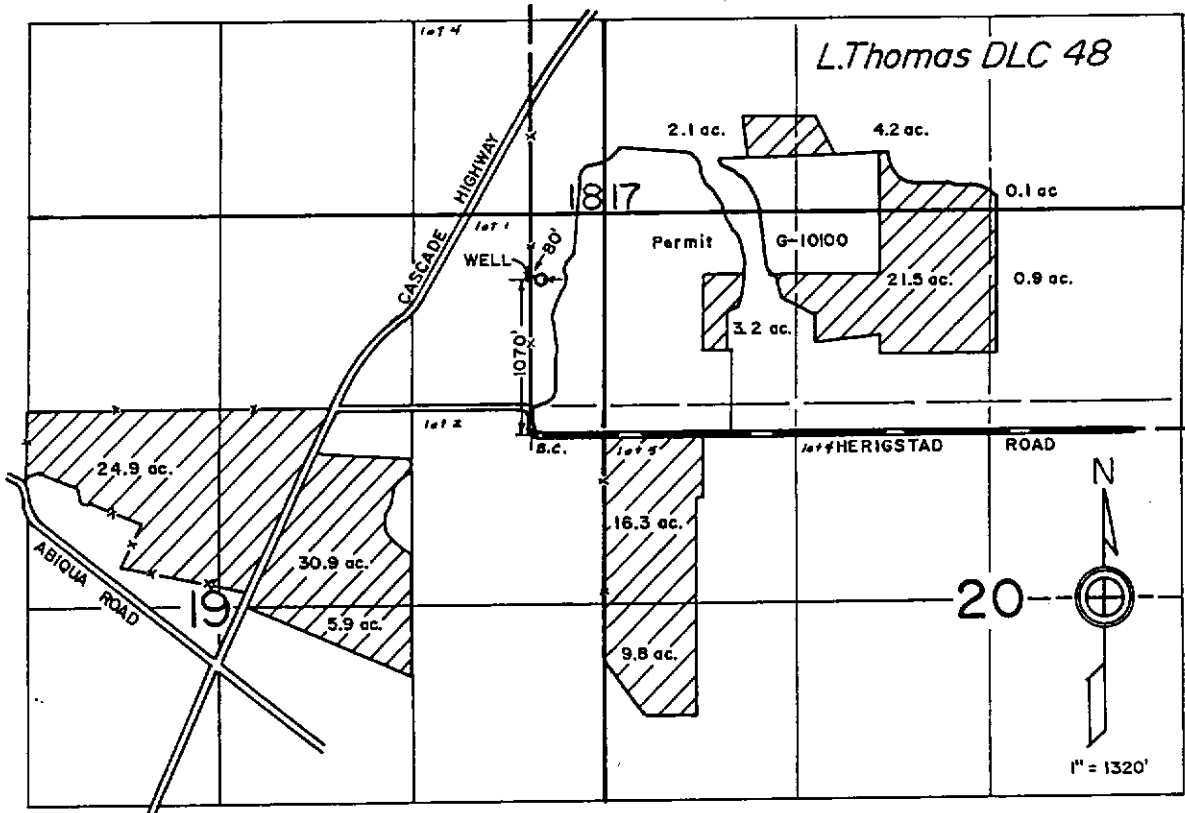 lot 4
L.Thomas DLC 48
2.1 ac.
4.2 ac.
CASCADE HIGHWAY
18
17
0.1 ac
lot 1
Permit
G-10100
WELL
80'
21.5 ac.
0.9 ac.
3.2 ac.
1070'
lot 2
B.C.
lot 5
lot 4
HERIGSTAD ROAD
24.9 ac.
N
16.3 ac.
ABIQUA ROAD
30.9 ac.
19
20
5.9 ac.
9.8 ac.
1" = 1320'